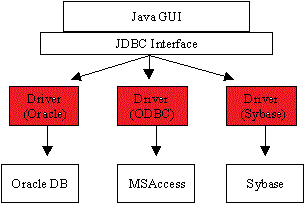 Java GUI
JDBC Interface
Driver Driver Driver
(Oracle) (ODBC) (Sybase)
Oracle DB MSAccess Sybase